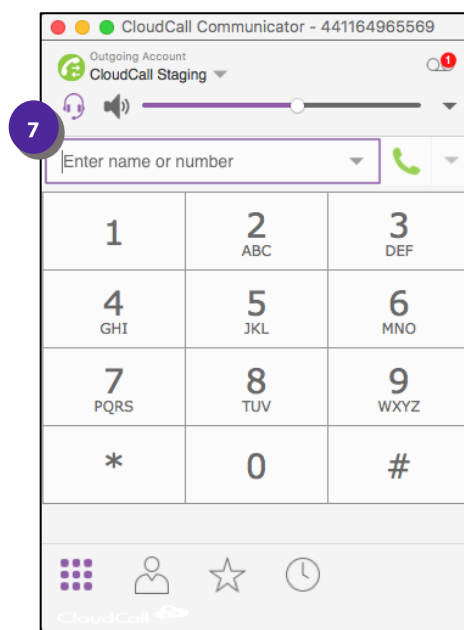 CloudCall Communicator - 441164965569
Outgoing Account
CloudCall Staging
1
7
Enter name or number
1
2
ABC
3
DEF
4
GHI
5
JKL
6
MNO
7
PQRS
8
TUV
9
WXYZ
*
0
#
CloudCall